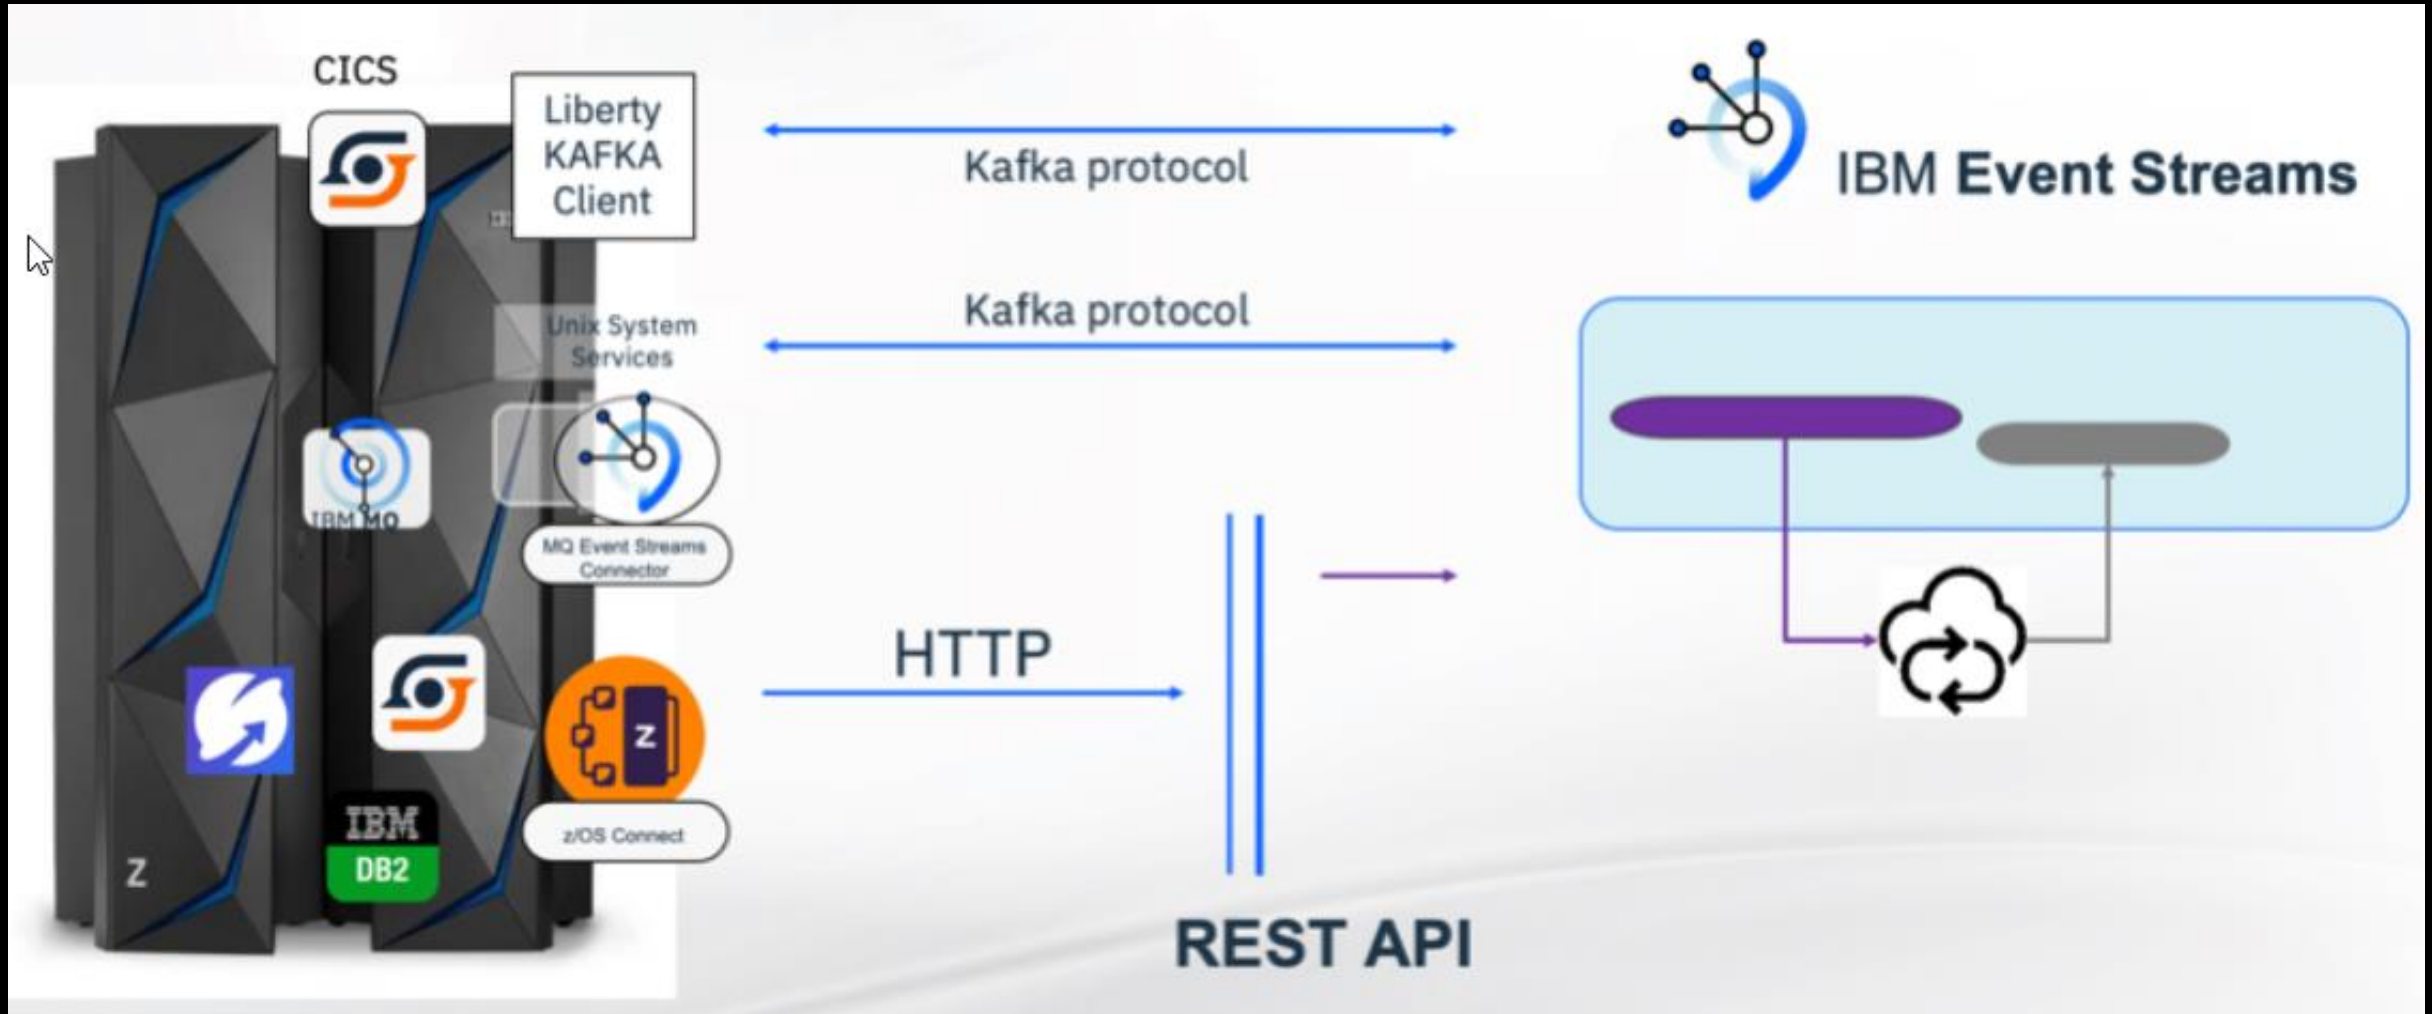 CICS
Liberty
KAFKA
Client
Kafka protocol
IBM Event Streams
Unix System
Services
Kafka protocol
IBM MQ
MQ Event Streams
Connector
HTTP
Z
z/OS Connect
IBM
DB2
Z
REST API